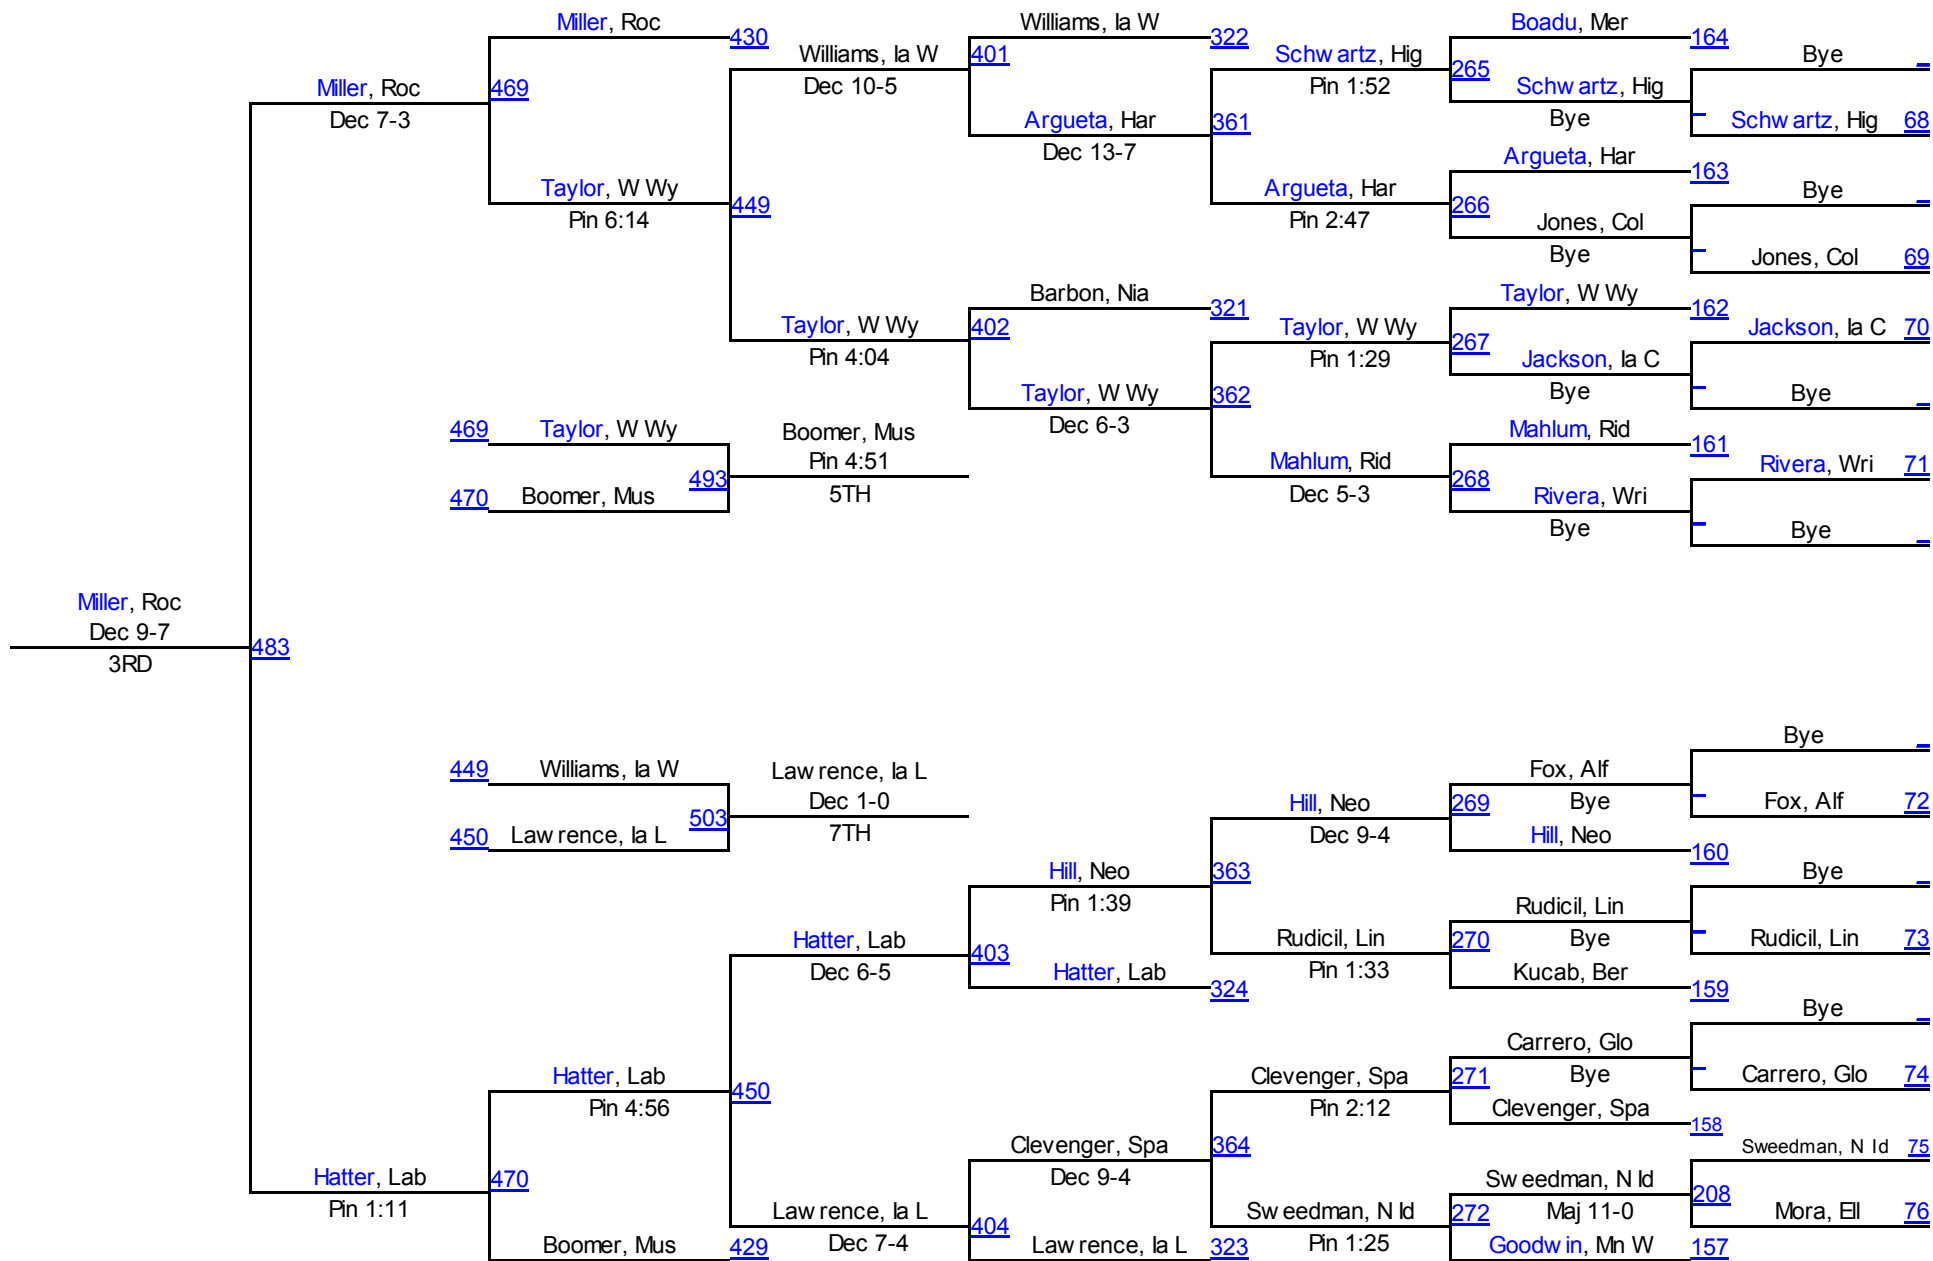 Miller, Roc
430
Williams, Ia W
322
Boadu, Mer
164
Bye
Williams, Ia W
Dec 10-5
401
Schwartz, Hig
Pin 1:52
265
Schwartz, Hig
Bye
Schwartz, Hig 68
Miller, Roc
Dec 7-3
469
Argueta, Har
Dec 13-7
361
Argueta, Har
163
Bye
Taylor, W Wy
Pin 6:14
449
Argueta, Har
Pin 2:47
266
Jones, Col
Bye
Jones, Col 69
Barbon, Nia
321
Taylor, W Wy
162
Jackson, Ia C 70
Taylor, W Wy
Pin 4:04
402
Taylor, W Wy
Pin 1:29
267
Jackson, Ia C
Bye
Bye
Taylor, W Wy
Dec 6-3
362
469 Taylor, W Wy
Boomer, Mus
Pin 4:51
5TH
493
470 Boomer, Mus
Mahlum, Rid
161
Rivera, Wri 71
Mahlum, Rid
Dec 5-3
268
Rivera, Wri
Bye
Bye
Miller, Roc
Dec 9-7
3RD
483
449 Williams, Ia W
Lawrence, Ia L
Dec 1-0
7TH
503
450 Lawrence, Ia L
Bye
Fox, Alf
Bye
Fox, Alf 72
Hill, Neo
Dec 9-4
269
Hill, Neo
160
Hill, Neo
Pin 1:39
363
Bye
Rudicil, Lin
Bye
Rudicil, Lin 73
Hatter, Lab
Dec 6-5
403
Rudicil, Lin
Pin 1:33
270
Kucab, Ber
159
Hatter, Lab
324
Bye
Carrero, Glo
Bye
Carrero, Glo 74
Hatter, Lab
Pin 4:56
450
Clevenger, Spa
Pin 2:12
271
Clevenger, Spa
158
Clevenger, Spa
Dec 9-4
364
Sweedman, N Id 75
Hatter, Lab
Pin 1:11
470
Sweedman, N Id
Maj 11-0
208
Mora, Ell 76
Lawrence, Ia L
Dec 7-4
404
Sweedman, N Id
Pin 1:25
272
Boomer, Mus
429
Lawrence, Ia L
323
Goodwin, Mn W
157